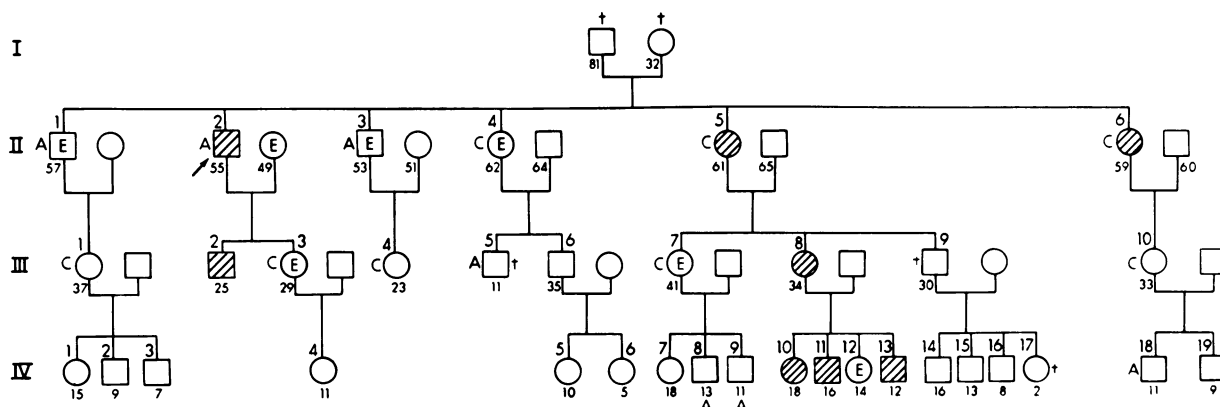 † †
I
81 32
1 2 3 4 5 6
II A E A E A E C E C C
57 55 49 53 51 62 64 61 65 59 60
1 2 3 4 5 6 7 8 9 10
III C C E C A † C E † C
37 25 29 23 11 35 41 34 30 33
1 2 3 4 5 6 7 8 9 10 11 12 13 14 15 16 17 18 19
IV E † A
15 9 7 11 10 5 18 13 11 18 16 14 12 16 13 8 2 11 9
A A